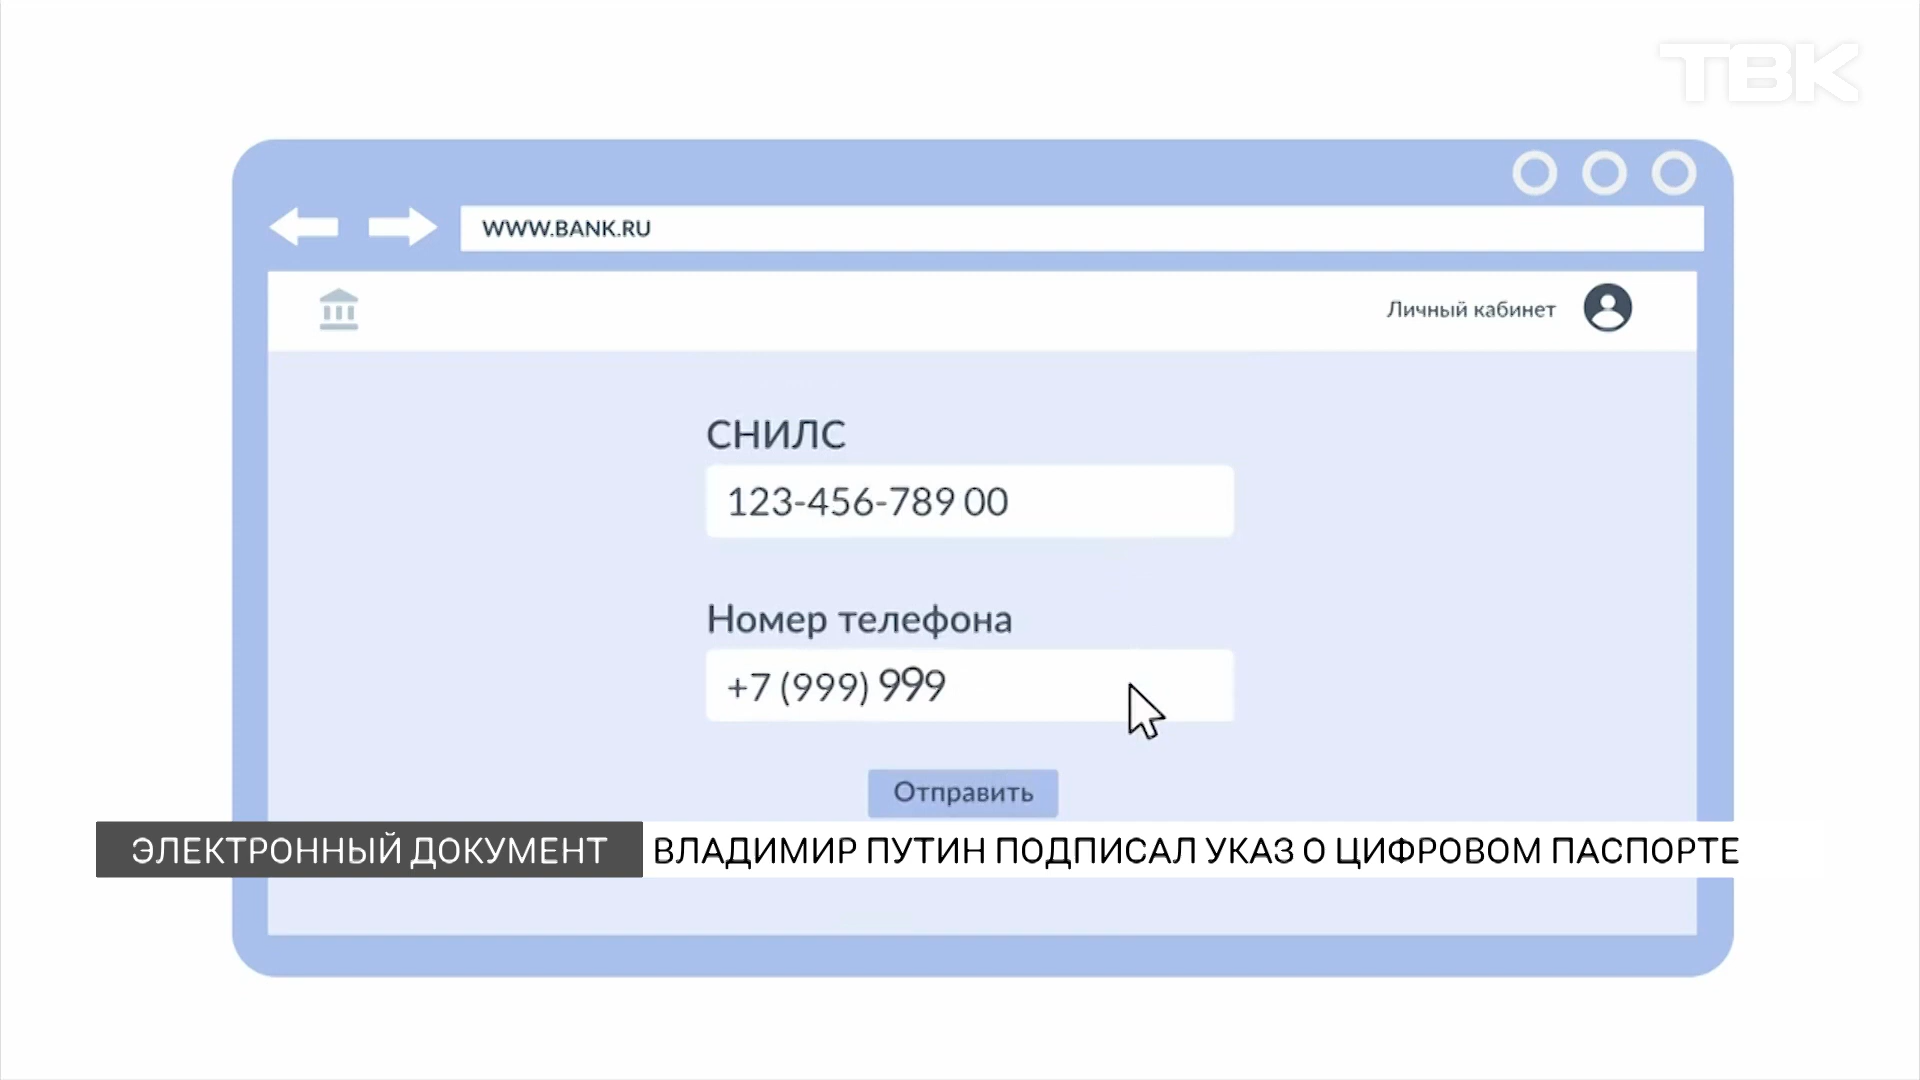 ТВК
WWW.BANK.RU
Личный кабинет
СНИЛС
123-456-789 00
Номер телефона
+7 (999) 999
Отправить
ЭЛЕКТРОННЫЙ ДОКУМЕНТ ВЛАДИМИР ПУТИН ПОДПИСАЛ УКАЗ О ЦИФРОВОМ ПАСПОРТЕ